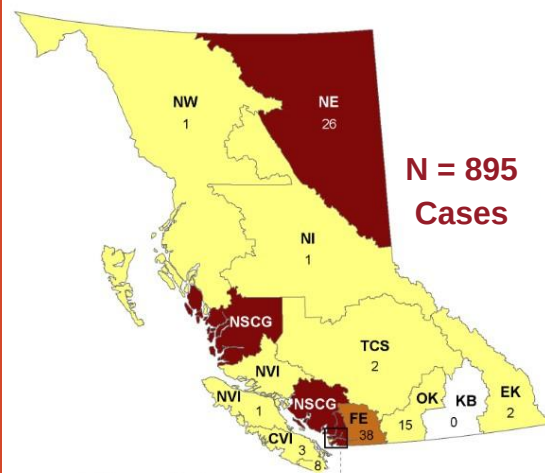 NW
1
NE
26
N = 895
Cases
NI
1
NSCG
TCS
2
NVI
NVI
1
NSCG
FE
38
OK
15
KB
0
EK
2
CVI
3
8